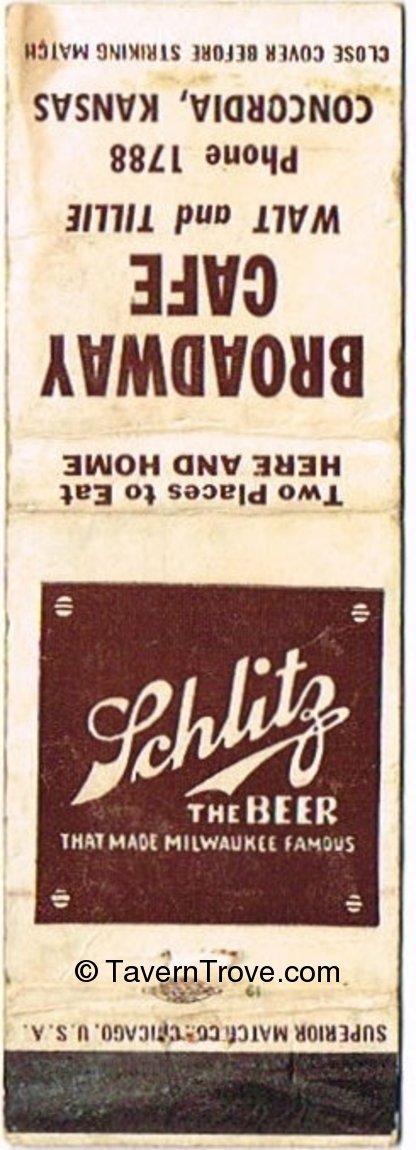 CLOSE COVER BEFORE STRIKING MATCH
CONCORDIA, KANSAS
Phone 1788
WALT and TILLIE
BROADWAY
CAFE
Two Places to Eat
HERE AND HOME
Schlitz
THE BEER
THAT MADE MILWAUKEE FAMOUS
© TavernTrove.com
SUPERIOR MATCH CO., CHICAGO, U.S.A.